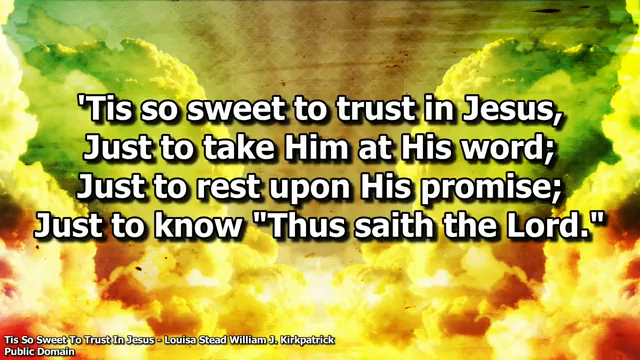 'Tis so sweet to trust in Jesus,
Just to take Him at His word;
Just to rest upon His promise;
Just to know "Thus saith the Lord."
Tis So Sweet To Trust In Jesus - Louisa Stead William J. Kirkpatrick
Public Domain